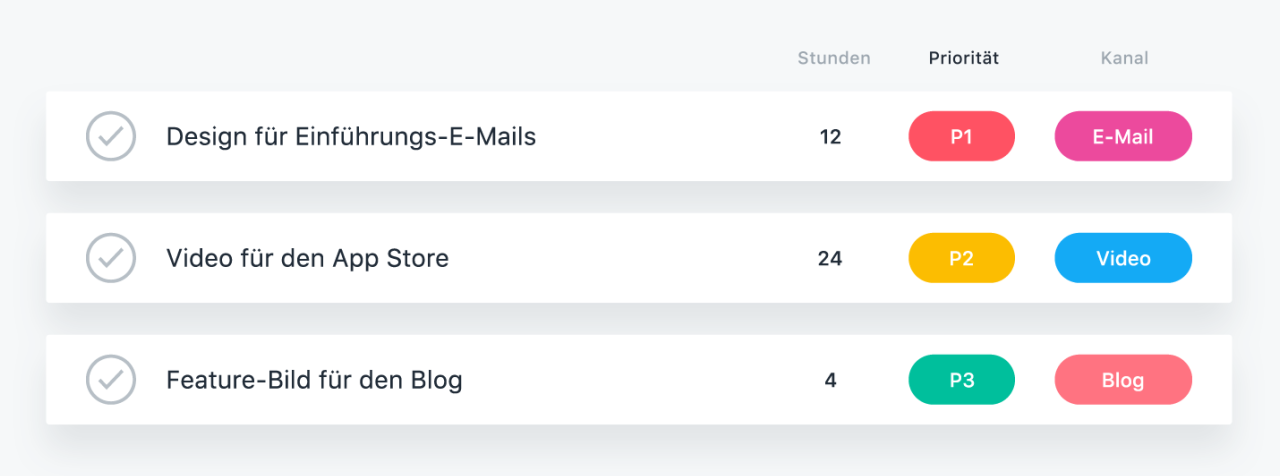 Stunden Priorität Kanal
Design für Einführungs-E-Mails 12 P1 E-Mail
Video für den App Store 24 P2 Video
Feature-Bild für den Blog 4 P3 Blog